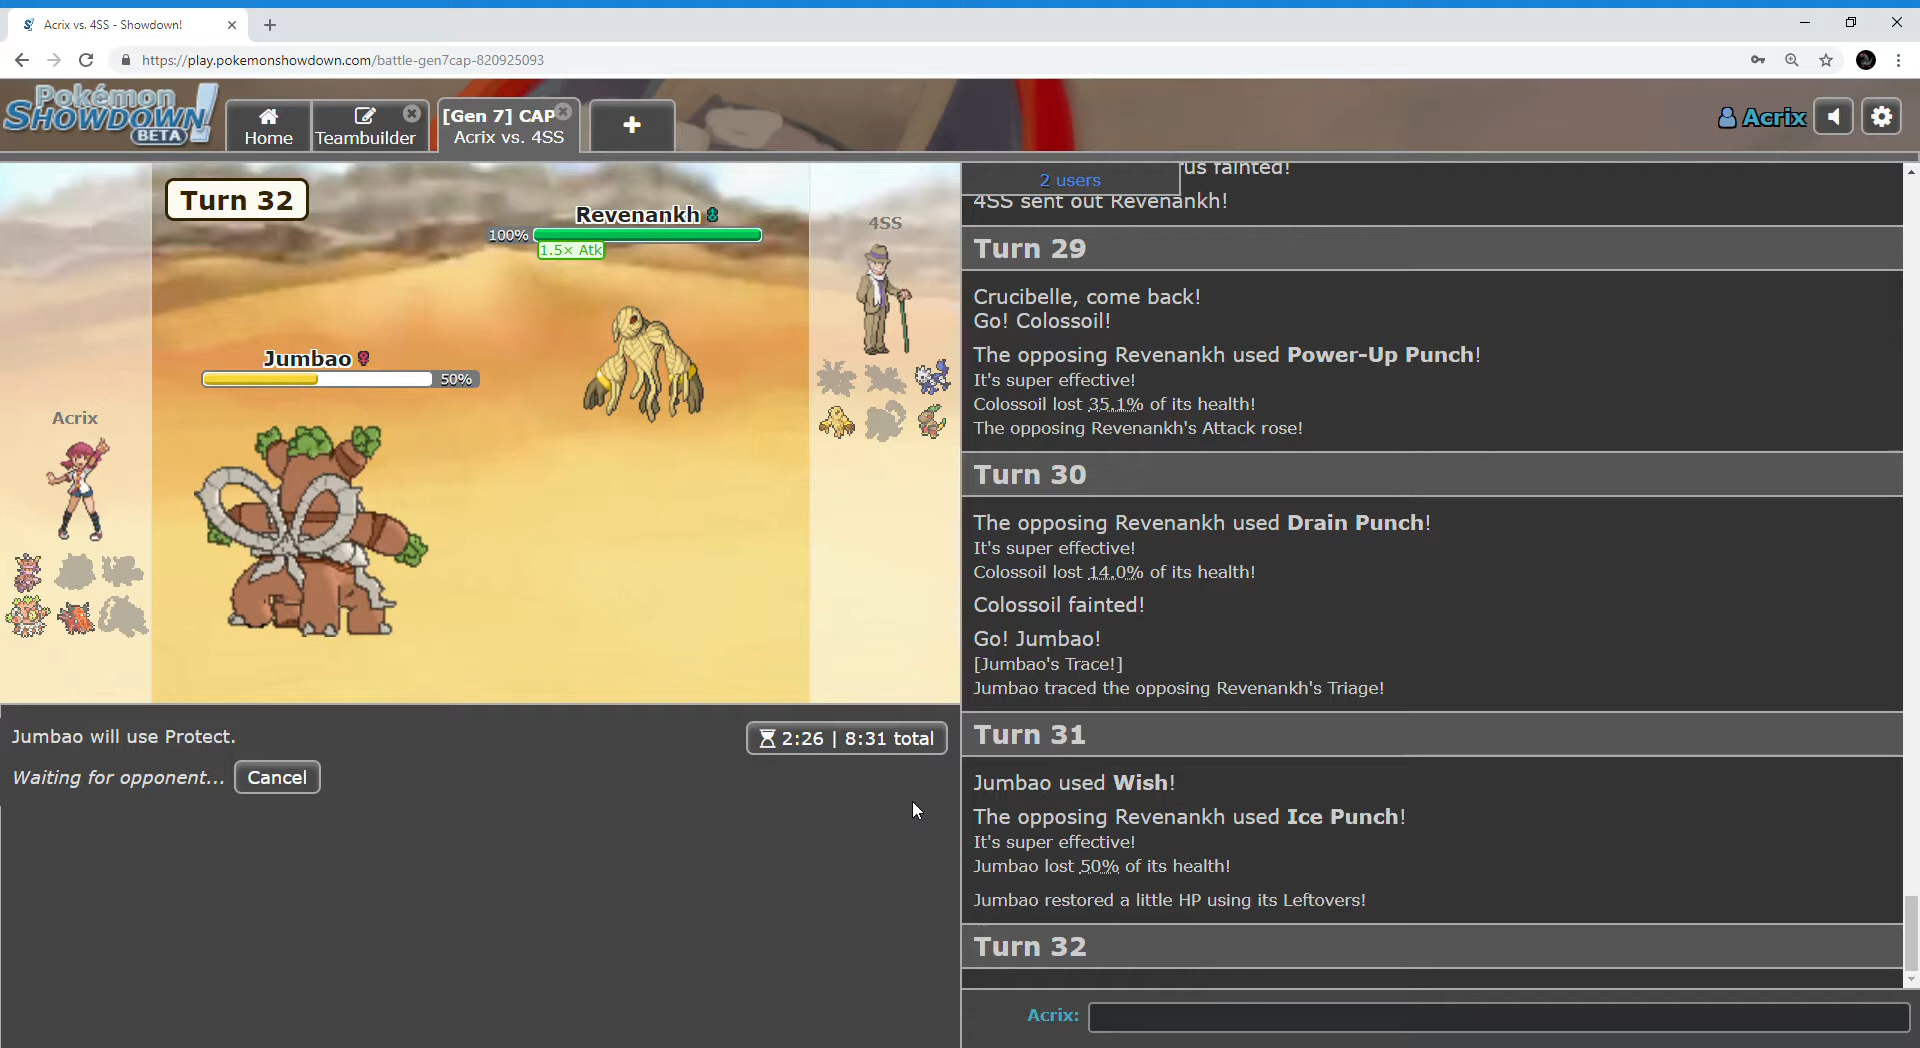 Acrix vs. 4SS - Showdown!
https://play.pokemonshowdown.com/battle-gen7cap-820925093
Pokémon
SHOWDOWN!
BETA
Home
Teambuilder
[Gen 7] CAP
Acrix vs. 4SS
Acrix
Turn 32
Revenankh
100%
1.5× Atk
4SS
Jumbao
50%
Acrix
Jumbao will use Protect.
2:26 | 8:31 total
Waiting for opponent...
Cancel
2 users
us fainted!
4SS sent out Revenankh!
Turn 29
Crucibelle, come back!
Go! Colossoil!
The opposing Revenankh used Power-Up Punch!
It's super effective!
Colossoil lost 35.1% of its health!
The opposing Revenankh's Attack rose!
Turn 30
The opposing Revenankh used Drain Punch!
It's super effective!
Colossoil lost 14.0% of its health!
Colossoil fainted!
Go! Jumbao!
[Jumbao's Trace!]
Jumbao traced the opposing Revenankh's Triage!
Turn 31
Jumbao used Wish!
The opposing Revenankh used Ice Punch!
It's super effective!
Jumbao lost 50% of its health!
Jumbao restored a little HP using its Leftovers!
Turn 32
Acrix: